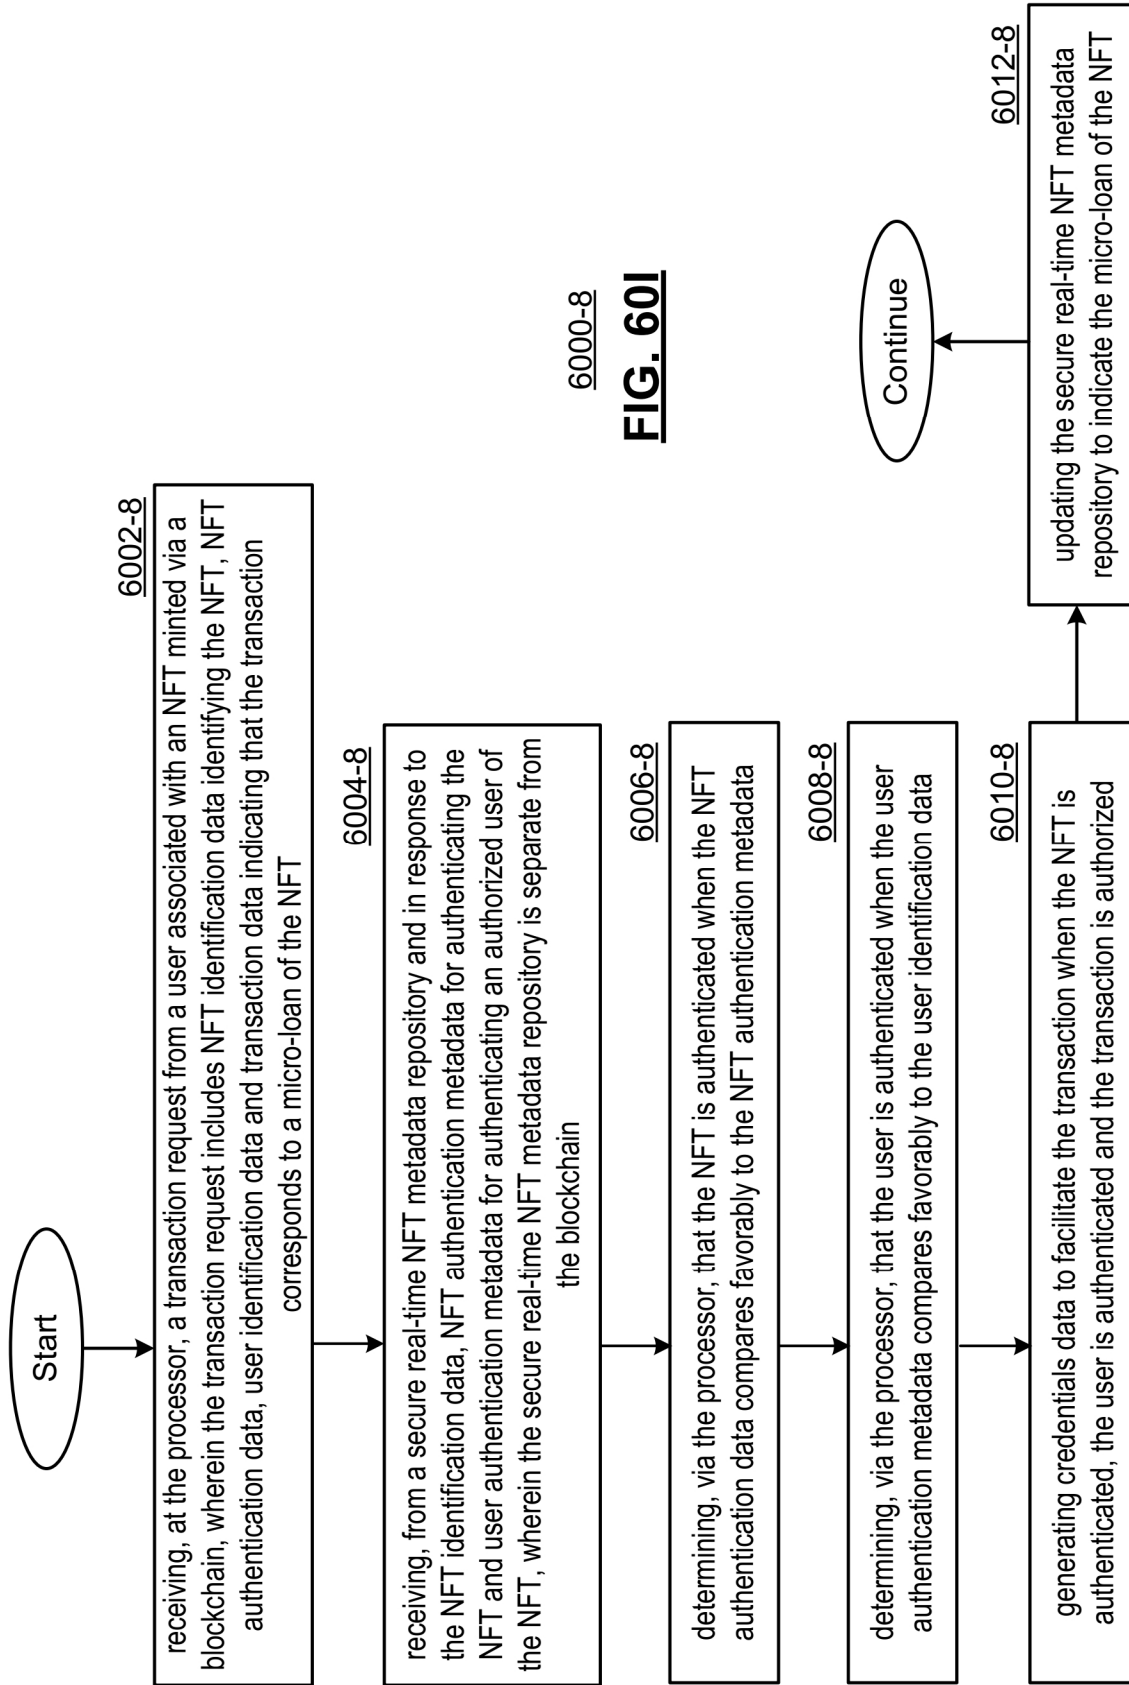 Start
6002-8
receiving, at the processor, a transaction request from a user associated with an NFT minted via a
blockchain, wherein the transaction request includes NFT identification data identifying the NFT, NFT
authentication data, user identification data and transaction data indicating that the transaction
corresponds to a micro-loan of the NFT
6004-8
receiving, from a secure real-time NFT metadata repository and in response to
the NFT identification data, NFT authentication metadata for authenticating the
NFT and user authentication metadata for authenticating an authorized user of
the NFT, wherein the secure real-time NFT metadata repository is separate from
the blockchain
6006-8
determining, via the processor, that the NFT is authenticated when the NFT
authentication data compares favorably to the NFT authentication metadata
6008-8
determining, via the processor, that the user is authenticated when the user
authentication metadata compares favorably to the user identification data
6010-8
generating credentials data to facilitate the transaction when the NFT is
authenticated, the user is authenticated and the transaction is authorized
6012-8
updating the secure real-time NFT metadata
repository to indicate the micro-loan of the NFT
Continue
6000-8
FIG. 60I